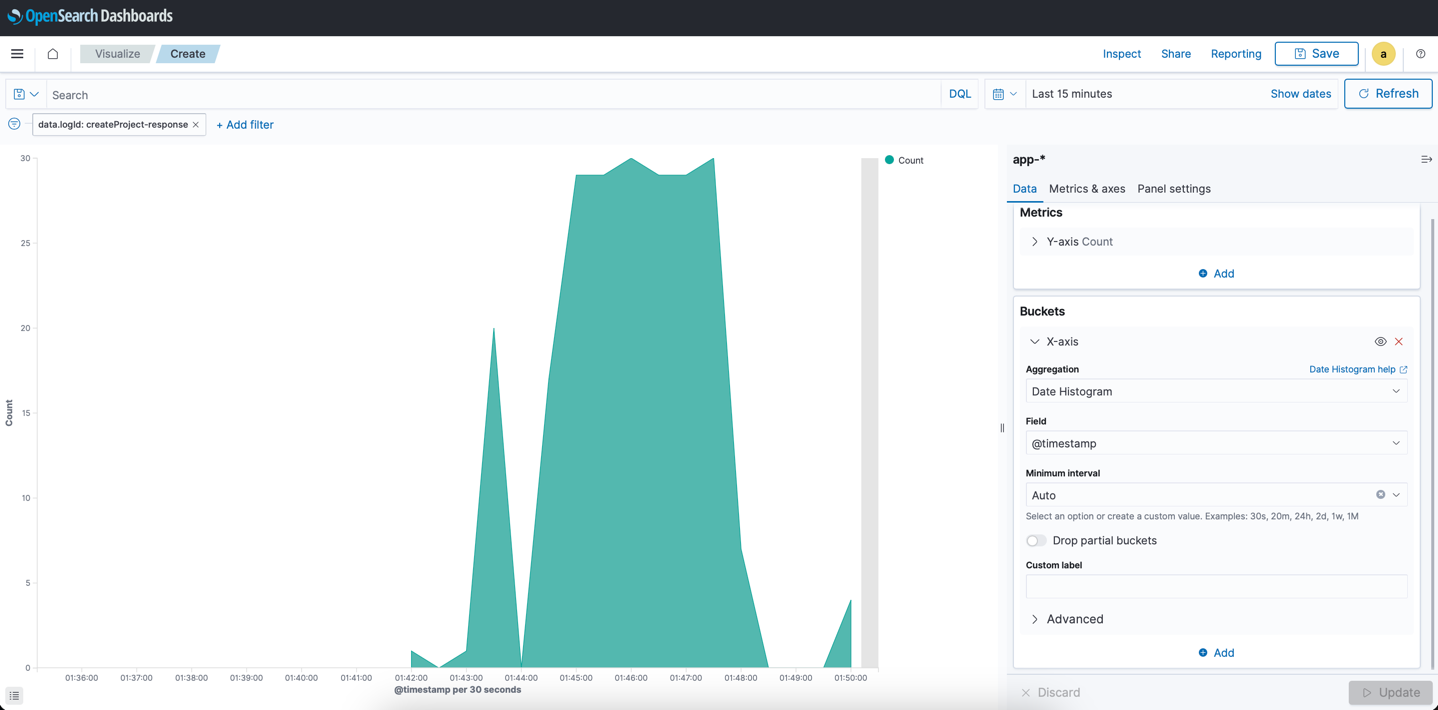 OpenSearch Dashboards
Visualize
Create
Inspect
Share
Reporting
Save
a
Search
DQL
Last 15 minutes
Show dates
Refresh
data.logId: createProject-response ×
+ Add filter
30
25
20
15
10
5
0
Count
01:36:00
01:37:00
01:38:00
01:39:00
01:40:00
01:41:00
01:42:00
01:43:00
01:44:00
01:45:00
01:46:00
01:47:00
01:48:00
01:49:00
01:50:00
@timestamp per 30 seconds
Count
app-*
Data
Metrics & axes
Panel settings
Metrics
Y-axis Count
Add
Buckets
X-axis
Aggregation
Date Histogram help
Date Histogram
Field
@timestamp
Minimum interval
Auto
Select an option or create a custom value. Examples: 30s, 20m, 24h, 2d, 1w, 1M
Drop partial buckets
Custom label
Advanced
Add
Discard
Update